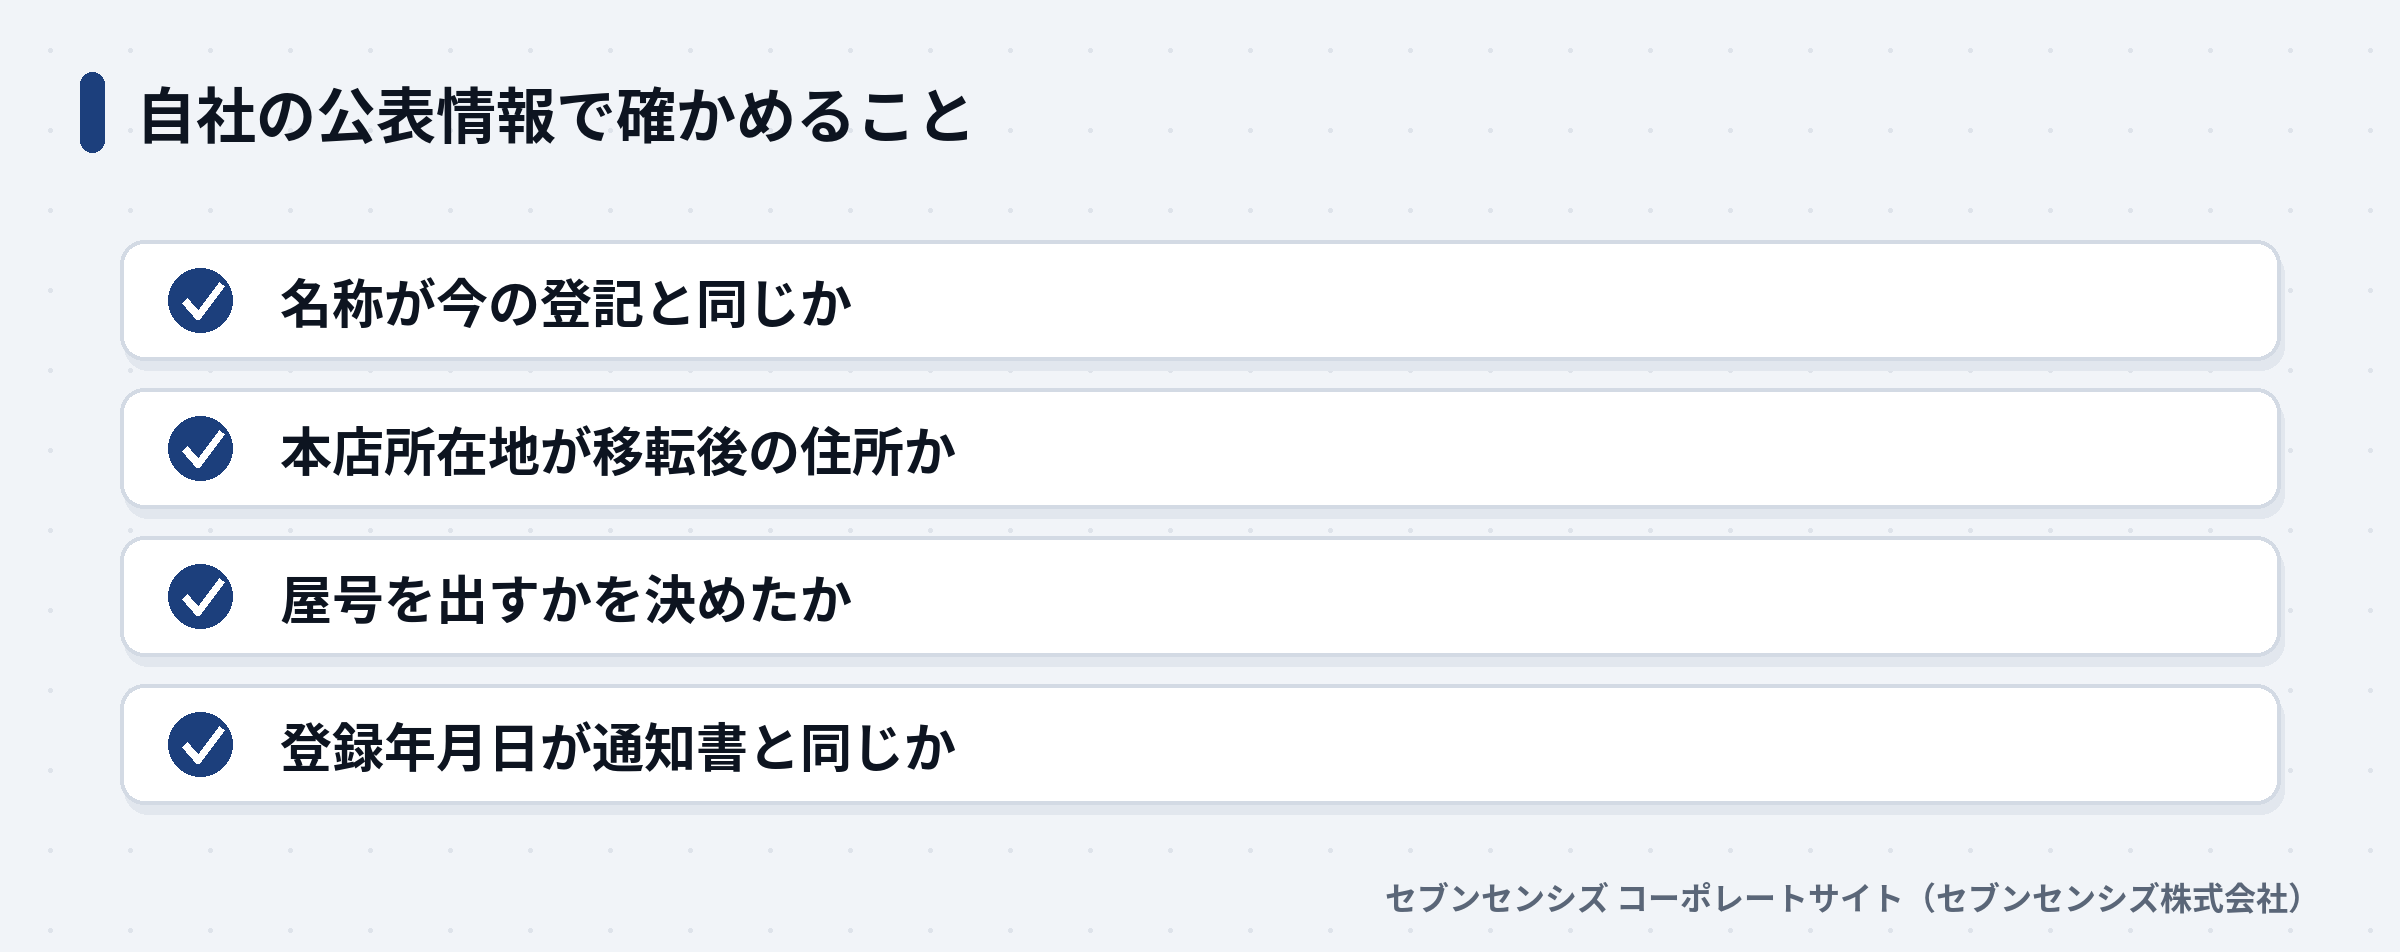 自社の公表情報で確かめること
名称が今の登記と同じか
本店所在地が移転後の住所か
屋号を出すかを決めたか
登録年月日が通知書と同じか
セブンセンシズ コーポレートサイト（セブンセンシズ株式会社）